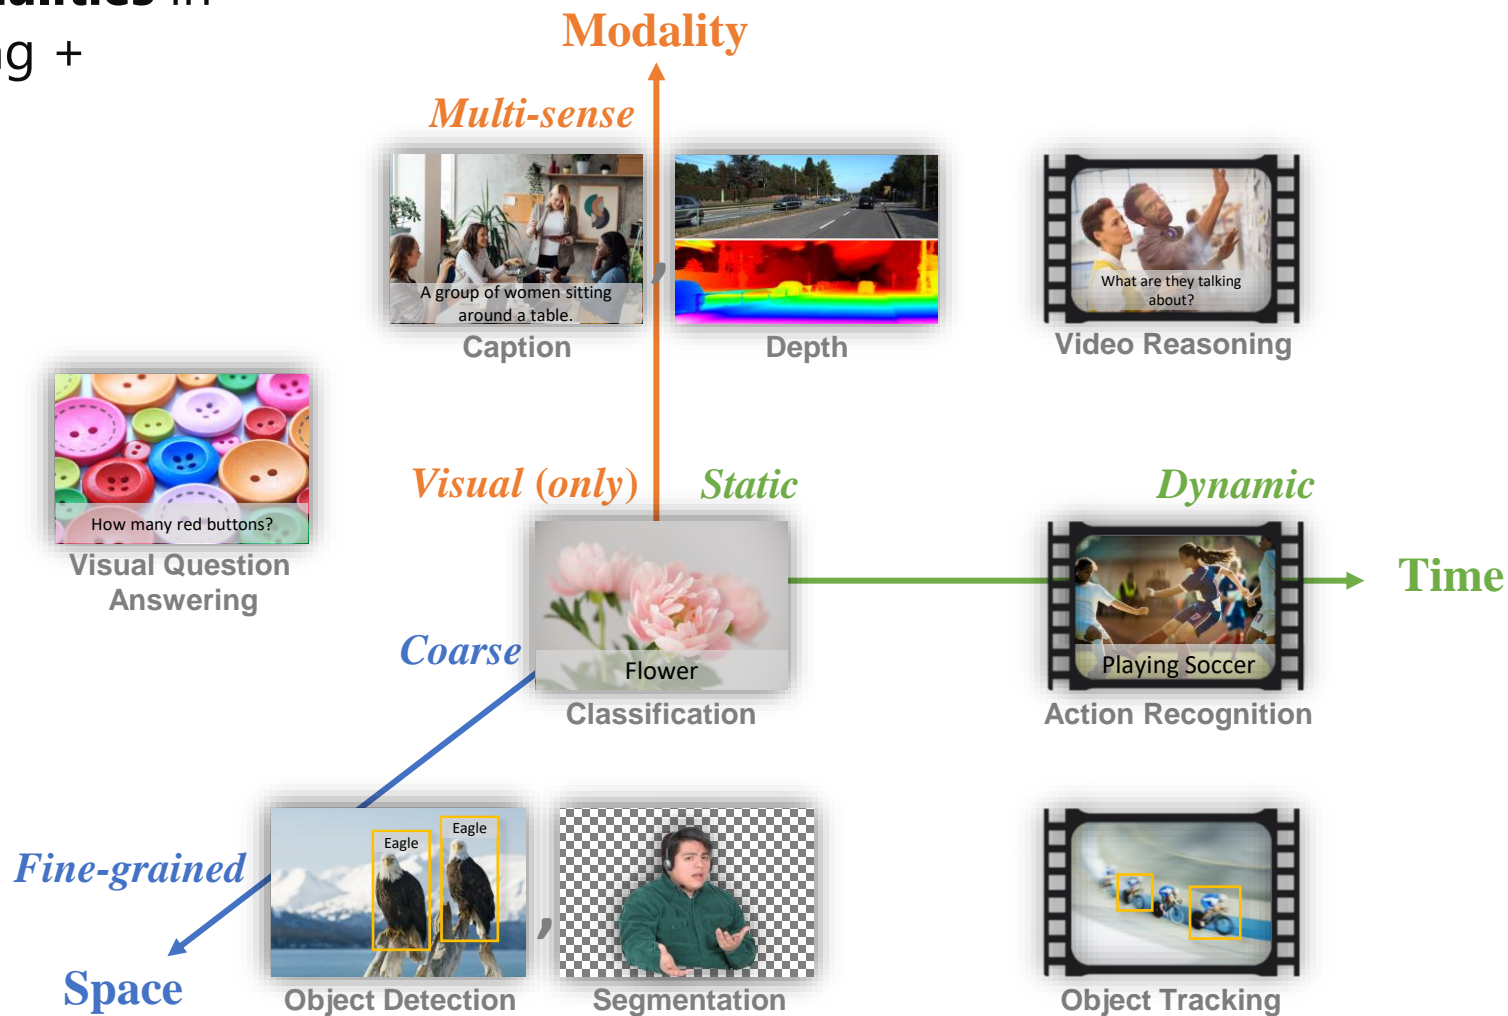 ng +
Modality
Multi-sense
A group of women sitting
around a table.
Caption
,
Depth
What are they talking
about?
Video Reasoning
How many red buttons?
Visual Question
Answering
Visual (only)
Static
Dynamic
Time
Coarse
Flower
Classification
Playing Soccer
Action Recognition
Fine-grained
Space
Eagle
Eagle
Object Detection
,
Segmentation
Object Tracking